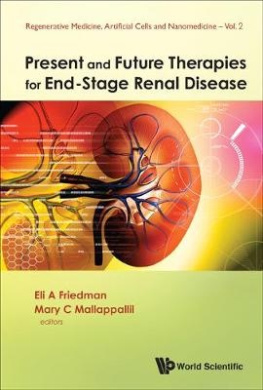 Regenerative Medicine, Artificial Cells and Nanomedicine – Vol. 2
Present and Future Therapies
for End-Stage Renal Disease
Eli A Friedman
Mary C Mallappallil
editors
World Scientific